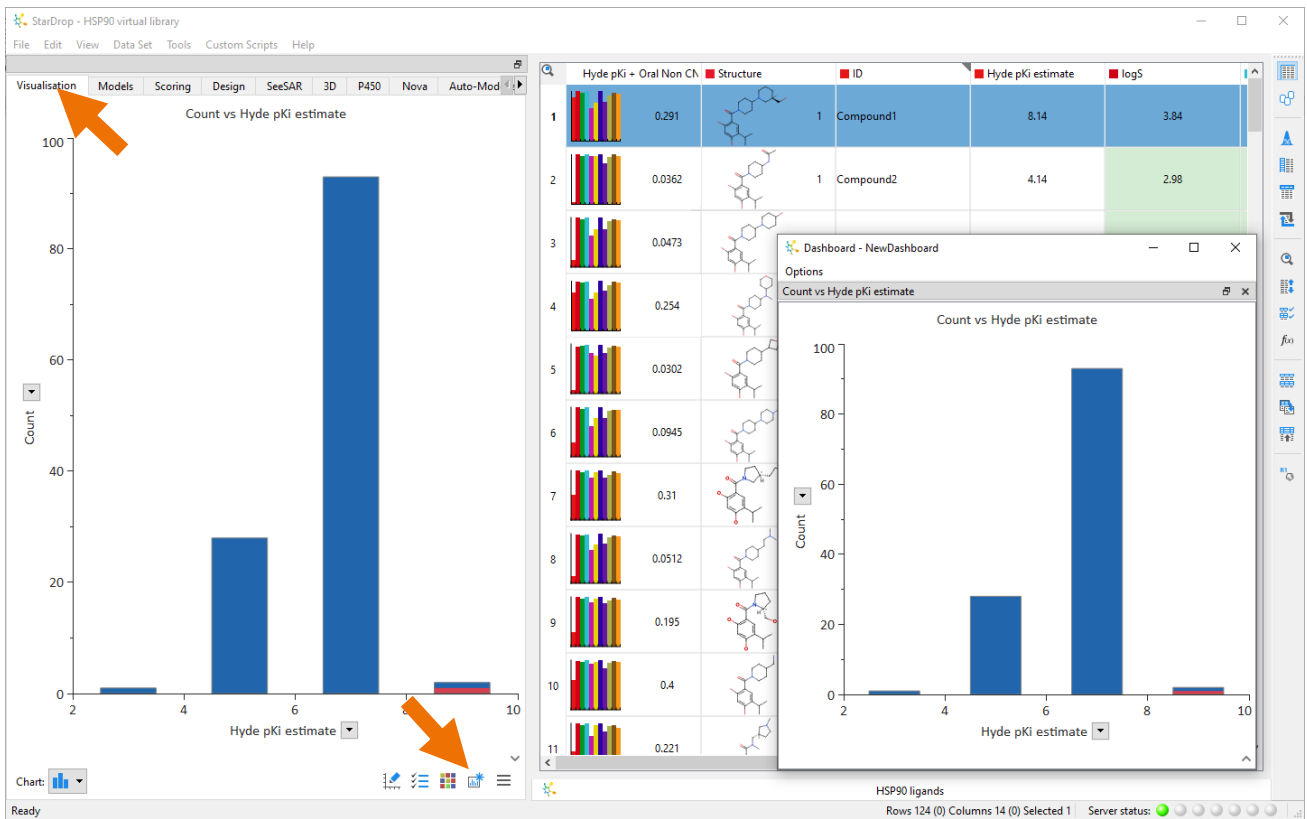 StarDrop - HSP90 virtual library
File Edit View Data Set Tools Custom Scripts Help
Visualisation Models Scoring Design SeeSAR 3D P450 Nova Auto-Mod
Count vs Hyde pKi estimate
100
80
60
40
20
0
Count
2 4 6 8 10
Hyde pKi estimate
Chart:
Ready
Hyde pKi + Oral Non CN Structure ID Hyde pKi estimate logS
1 0.291 1 Compound1 8.14 3.84
2 0.0362 1 Compound2 4.14 2.98
3 0.0473
4 0.254
5 0.0302
6 0.0945
7 0.31
8 0.0512
9 0.195
10 0.4
11 0.221
Dashboard - NewDashboard
Options
Count vs Hyde pKi estimate
Count vs Hyde pKi estimate
100
80
60
40
20
0
Count
2 4 6 8 10
Hyde pKi estimate
f(x)
HSP90 ligands
Rows 124 (0) Columns 14 (0) Selected 1 Server status: